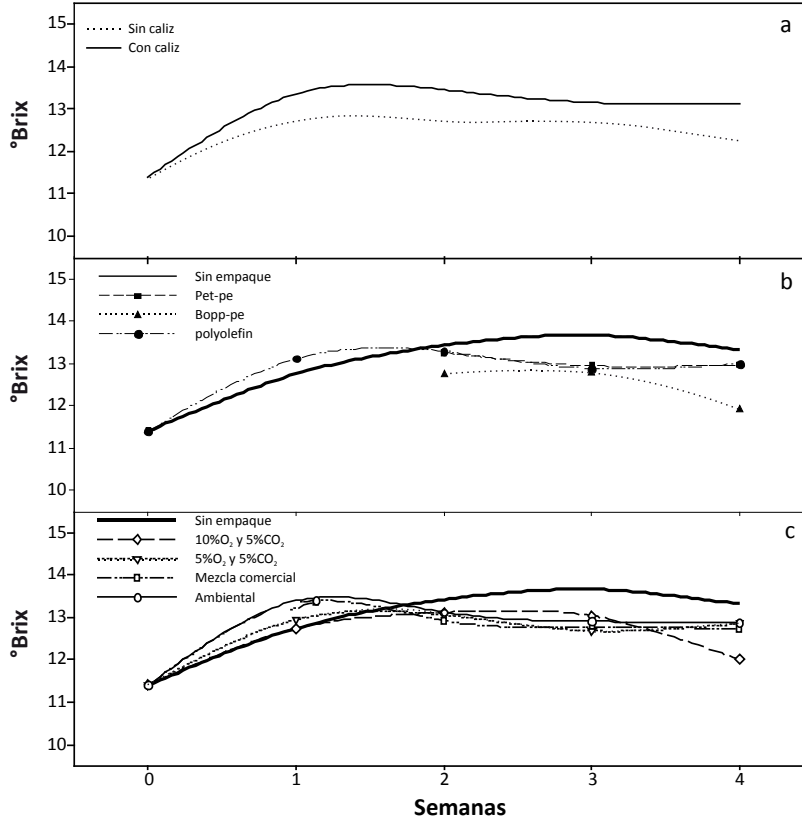 a
Sin caliz
Con caliz
15
14
13
12
11
10
°Brix
b
Sin empaque
Pet-pe
Bopp-pe
polyolefin
15
14
13
12
11
10
°Brix
c
Sin empaque
10%O₂ y 5%CO₂
5%O₂ y 5%CO₂
Mezcla comercial
Ambiental
15
14
13
12
11
10
°Brix
0 1 2 3 4
Semanas